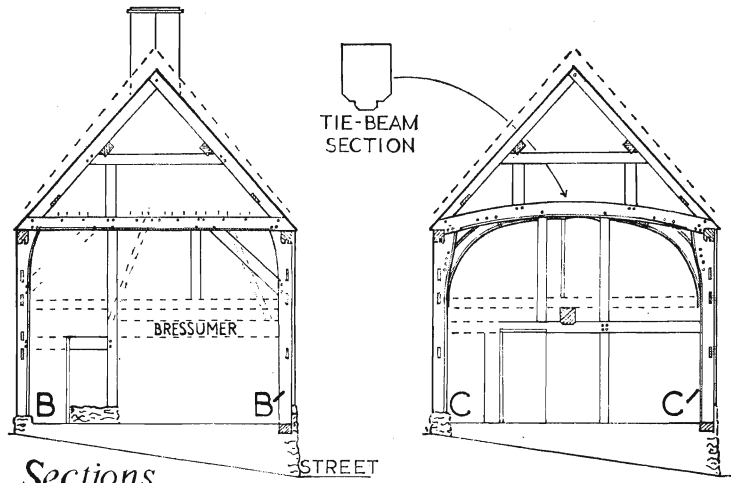 TIE-BEAM
SECTION
BRESSUMER
B
B′
C
C′
STREET
Sections